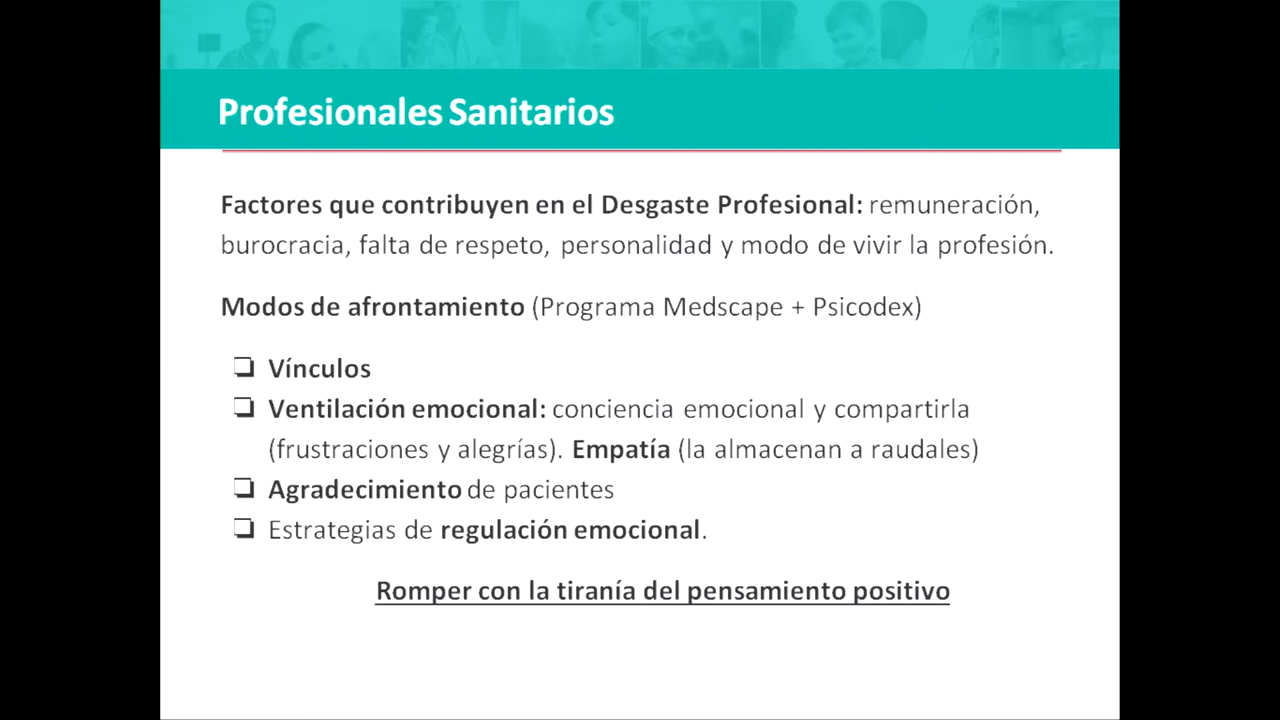 Profesionales Sanitarios
Factores que contribuyen en el Desgaste Profesional: remuneración,
burocracia, falta de respeto, personalidad y modo de vivir la profesión.
Modos de afrontamiento (Programa Medscape + Psicodex)
❏ Vínculos
❏ Ventilación emocional: conciencia emocional y compartirla
(frustraciones y alegrías). Empatía (la almacenan a raudales)
❏ Agradecimiento de pacientes
❏ Estrategias de regulación emocional.
Romper con la tiranía del pensamiento positivo